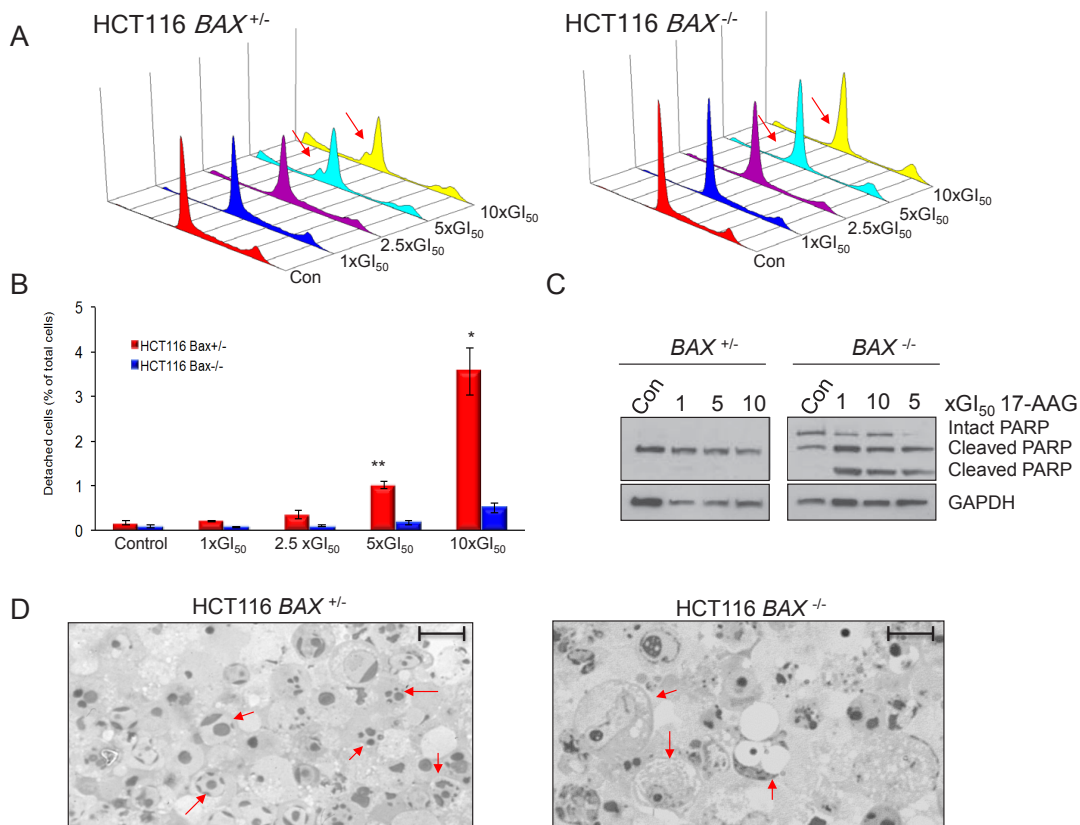 A
HCT116 BAX +/-
HCT116 BAX -/-
Con
1xGI50
2.5xGI50
5xGI50
10xGI50
Con
1xGI50
2.5xGI50
5xGI50
10xGI50
B
Detached cells (% of total cells)
5
4
3
2
1
0
HCT116 Bax+/-
HCT116 Bax-/-
**
*
Control
1xGI50
2.5 xGI50
5xGI50
10xGI50
C
BAX +/-
BAX -/-
Con 1 5 10
Con 1 10 5
xGI50 17-AAG
Intact PARP
Cleaved PARP
Cleaved PARP
GAPDH
D
HCT116 BAX +/-
HCT116 BAX -/-